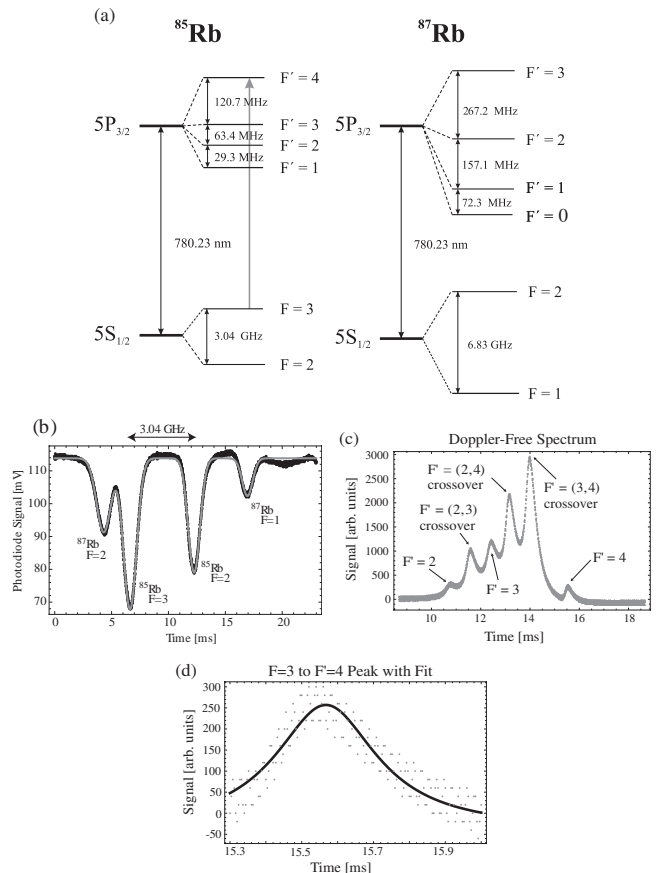 (a)
⁸⁵Rb
⁸⁷Rb
F´ = 4
120.7 MHz
5P3/2
F´ = 3
63.4 MHz
F´ = 2
29.3 MHz
F´ = 1
780.23 nm
F = 3
5S1/2
3.04 GHz
F = 2
F´ = 3
267.2 MHz
5P3/2
F´ = 2
157.1 MHz
F´ = 1
72.3 MHz
F´ = 0
780.23 nm
F = 2
5S1/2
6.83 GHz
F = 1
(b)
3.04 GHz
Photodiode Signal [mV]
110
100
90
80
70
⁸⁷Rb
F=2
⁸⁵Rb
F=3
⁸⁵Rb
F=2
⁸⁷Rb
F=1
0 5 10 15 20
Time [ms]
(c)
Doppler-Free Spectrum
Signal [arb. units]
3000
2500
2000
1500
1000
500
0
F' = (2,4)
crossover
F' = (3,4)
crossover
F' = (2,3)
crossover
F' = 2
F' = 3
F' = 4
10 12 14 16 18
Time [ms]
(d)
F=3 to F'=4 Peak with Fit
Signal [arb. units]
300
250
200
150
100
50
0
-50
15.3 15.5 15.7 15.9
Time [ms]